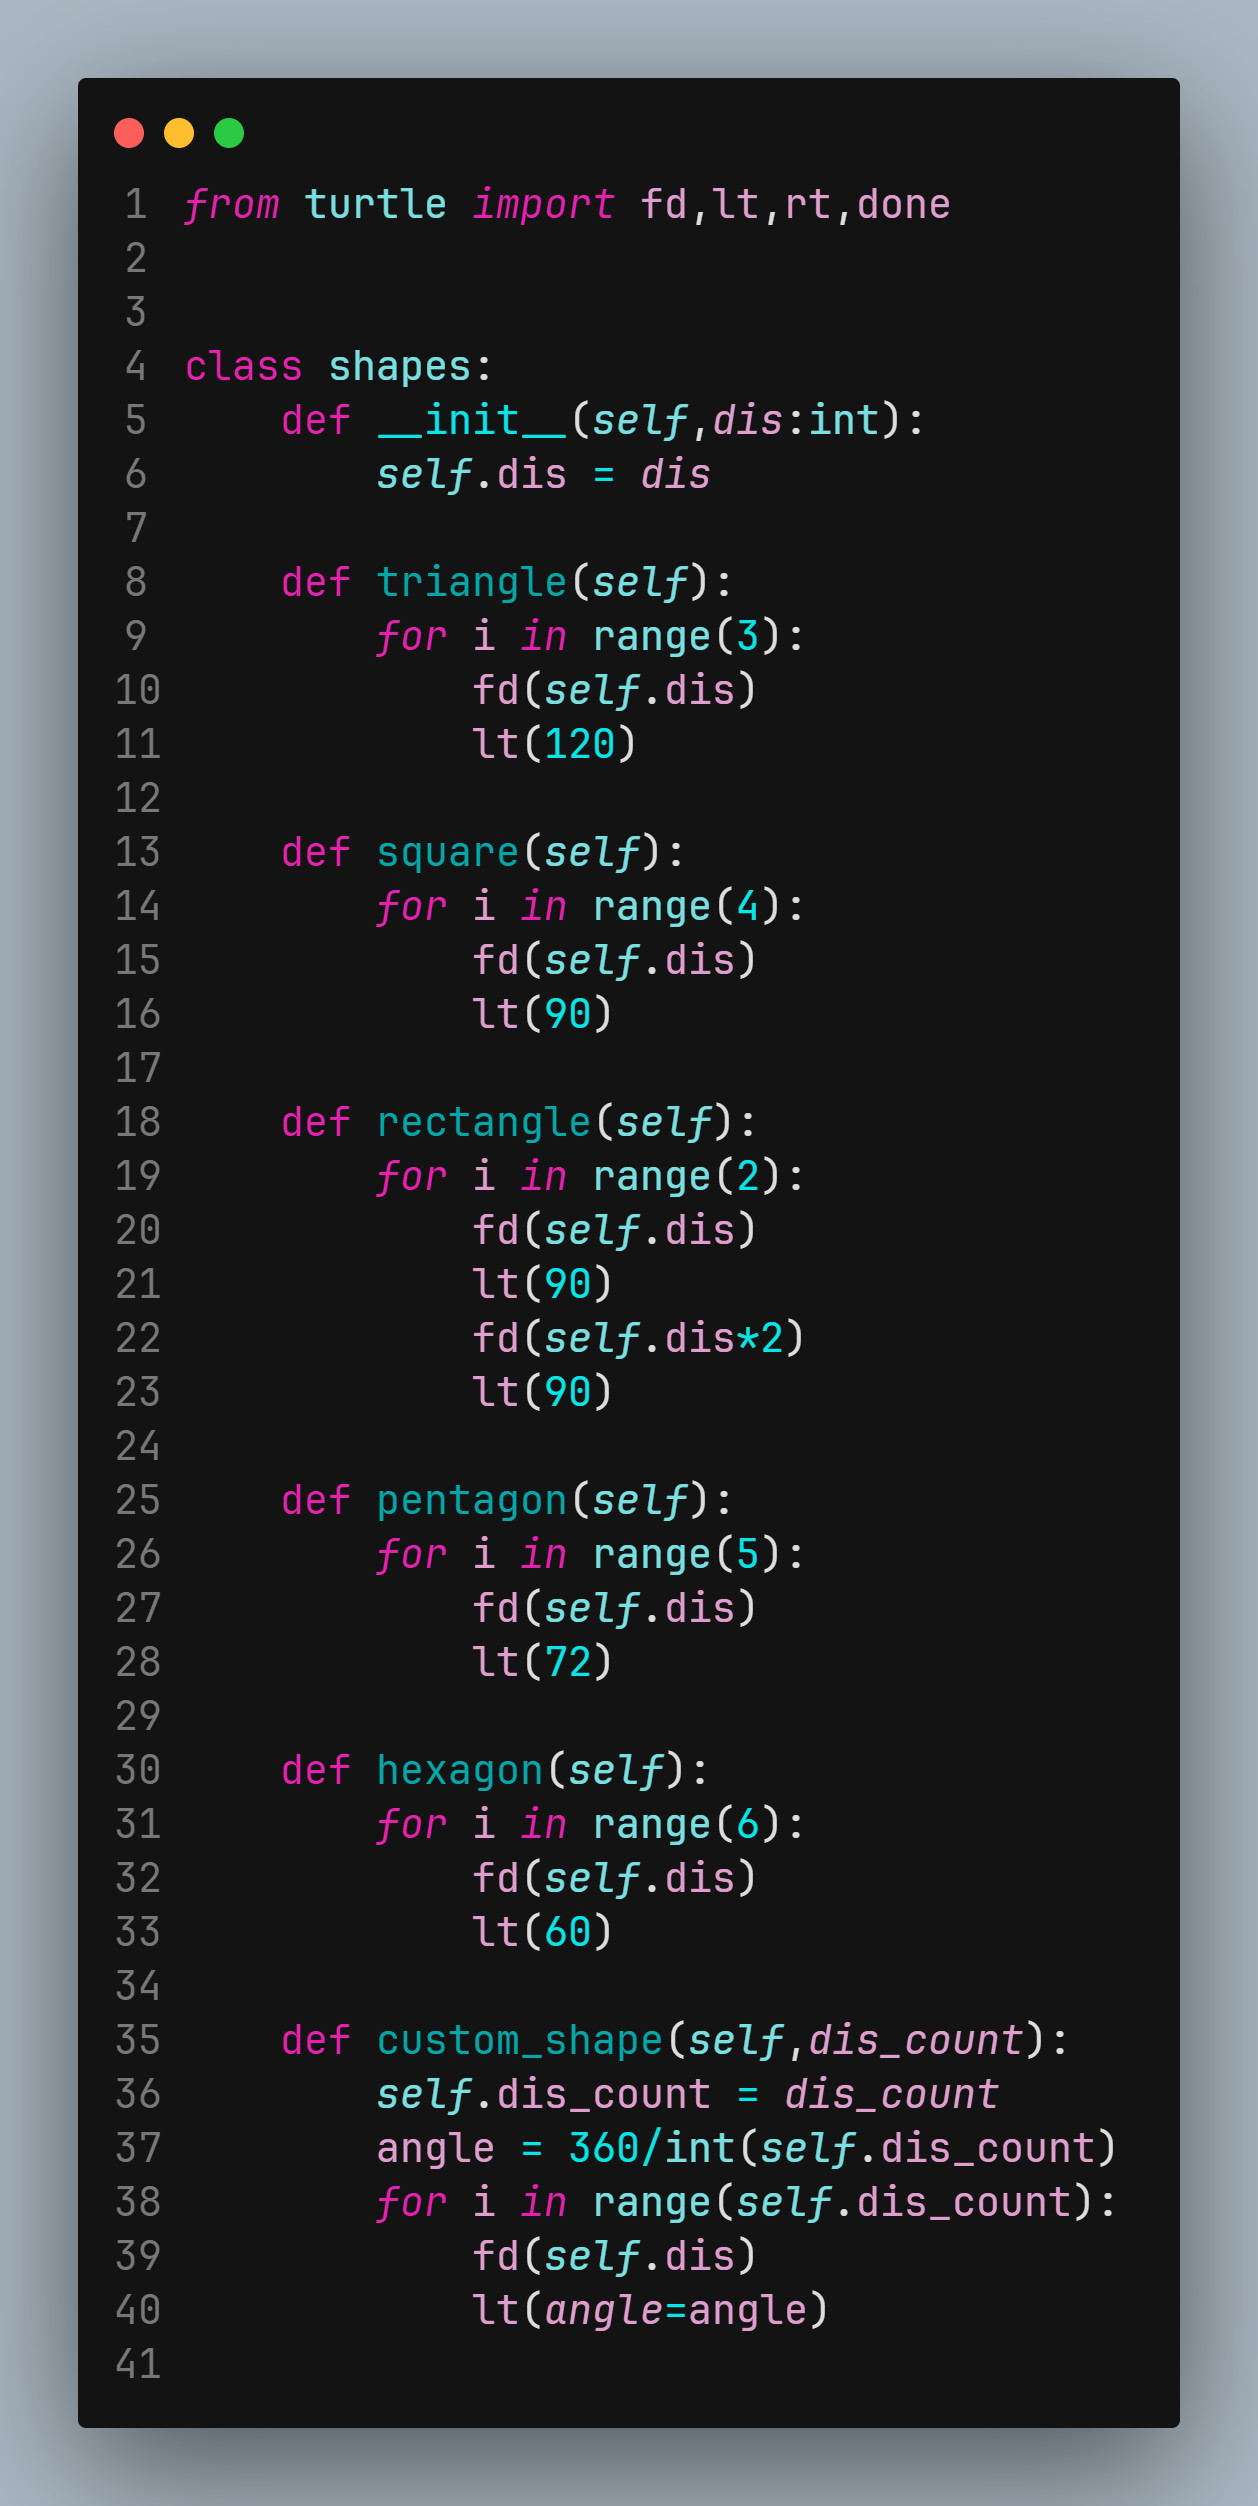 1 from turtle import fd,lt,rt,done
2
3
4 class shapes:
5     def __init__(self,dis:int):
6         self.dis = dis
7
8     def triangle(self):
9         for i in range(3):
10             fd(self.dis)
11             lt(120)
12
13     def square(self):
14         for i in range(4):
15             fd(self.dis)
16             lt(90)
17
18     def rectangle(self):
19         for i in range(2):
20             fd(self.dis)
21             lt(90)
22             fd(self.dis*2)
23             lt(90)
24
25     def pentagon(self):
26         for i in range(5):
27             fd(self.dis)
28             lt(72)
29
30     def hexagon(self):
31         for i in range(6):
32             fd(self.dis)
33             lt(60)
34
35     def custom_shape(self,dis_count):
36         self.dis_count = dis_count
37         angle = 360/int(self.dis_count)
38         for i in range(self.dis_count):
39             fd(self.dis)
40             lt(angle=angle)
41